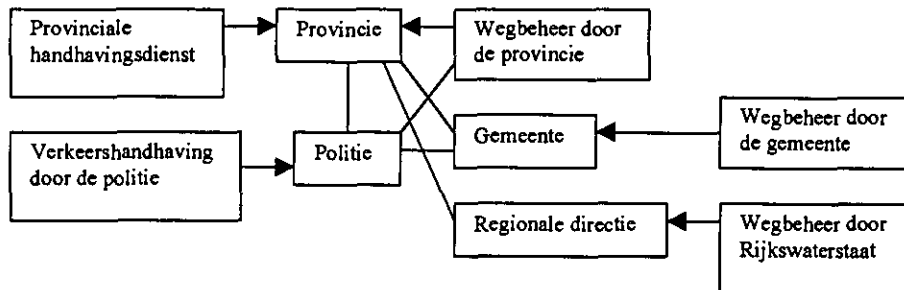 Provinciale
handhavingsdienst
Provincie
Wegbeheer door
de provincie
Verkeershandhaving
door de politie
Politie
Gemeente
Wegbeheer door
de gemeente
Regionale directie
Wegbeheer door
Rijkswaterstaat